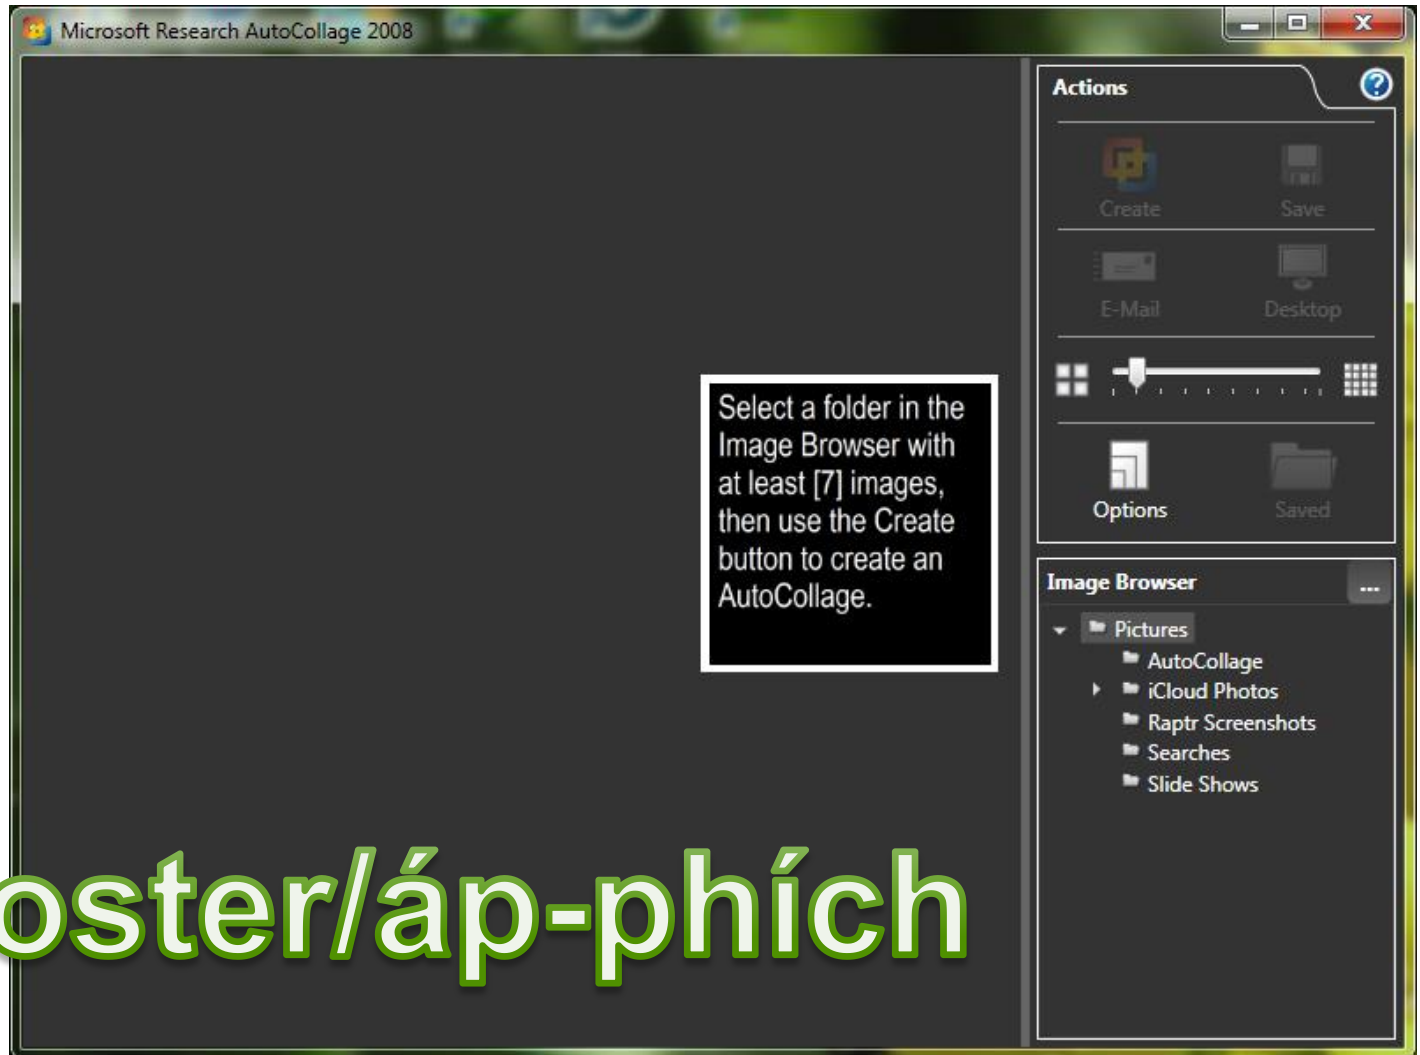 Microsoft Research AutoCollage 2008
Actions
Create Save
E-Mail Desktop
Options Saved
Select a folder in the
Image Browser with
at least [7] images,
then use the Create
button to create an
AutoCollage.
Image Browser ...
Pictures
AutoCollage
iCloud Photos
Raptr Screenshots
Searches
Slide Shows
oster/áp-phích